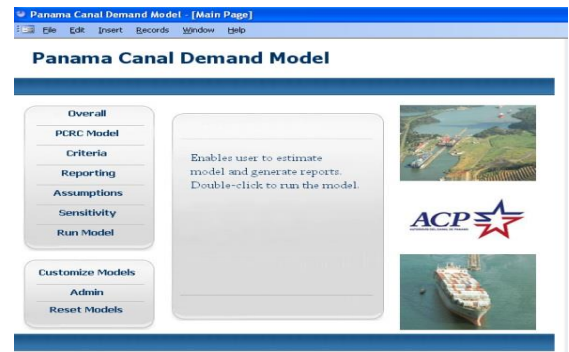 Panama Canal Demand Model - [Main Page]
File Edit Insert Records Window Help
Panama Canal Demand Model
Overall
PCRC Model
Criteria
Reporting
Assumptions
Sensitivity
Run Model
Customize Models
Admin
Reset Models
Enables user to estimate
model and generate reports.
Double-click to run the model.
ACP